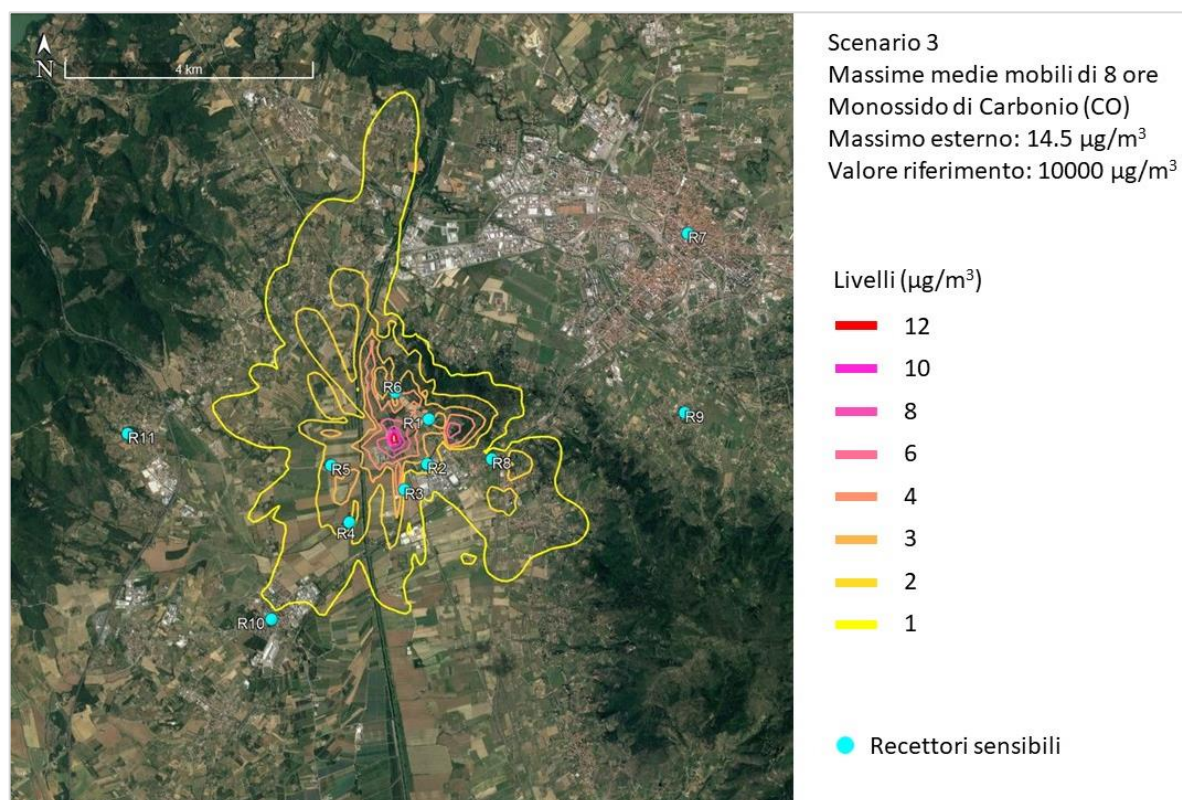 N
4 km
R7
R6
R1
R9
R11
R8
R2
R5
R3
R4
R10
Scenario 3
Massime medie mobili di 8 ore
Monossido di Carbonio (CO)
Massimo esterno: 14.5 µg/m³
Valore riferimento: 10000 µg/m³
Livelli (µg/m³)
12
10
8
6
4
3
2
1
Recettori sensibili